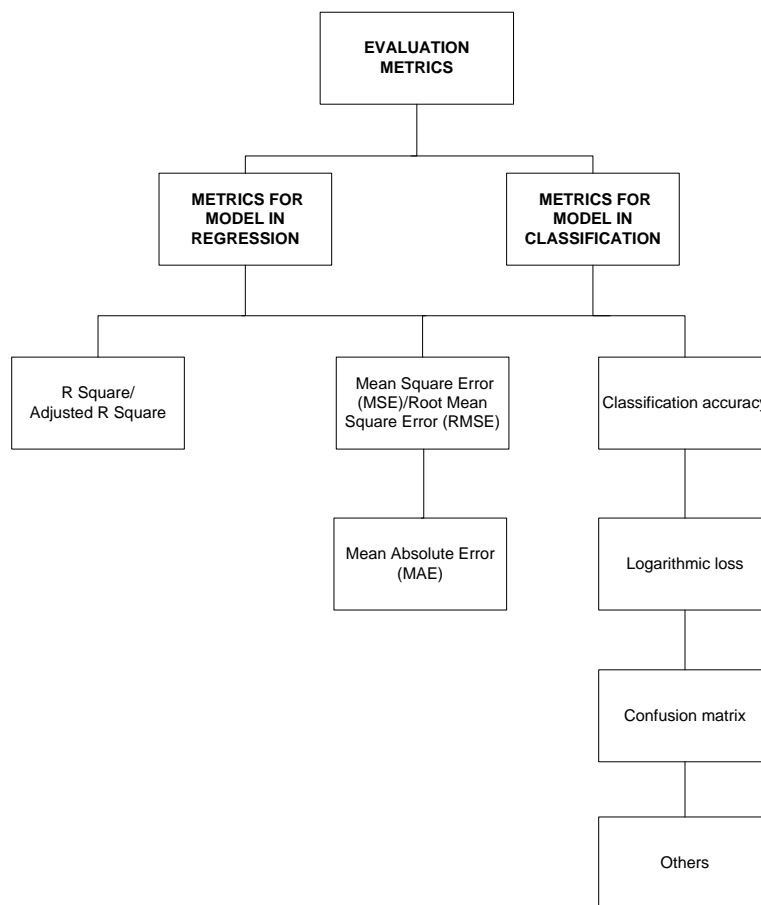 EVALUATION
METRICS
METRICS FOR
MODEL IN
REGRESSION
METRICS FOR
MODEL IN
CLASSIFICATION
R Square/
Adjusted R Square
Mean Square Error
(MSE)/Root Mean
Square Error (RMSE)
Classification accuracy
Mean Absolute Error
(MAE)
Logarithmic loss
Confusion matrix
Others